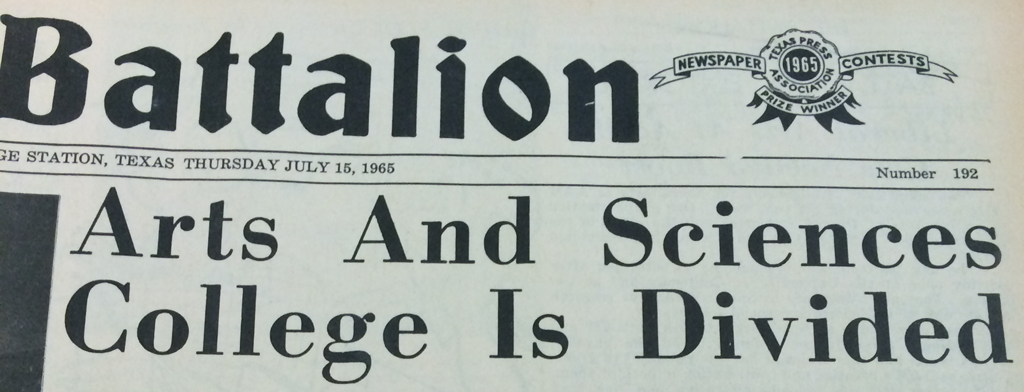 Battalion
NEWSPAPER
TEXAS PRESS
1965
ASSOCIATION
CONTESTS
PRIZE WINNER
GE STATION, TEXAS THURSDAY JULY 15, 1965
Number 192
Arts And Sciences
College Is Divided